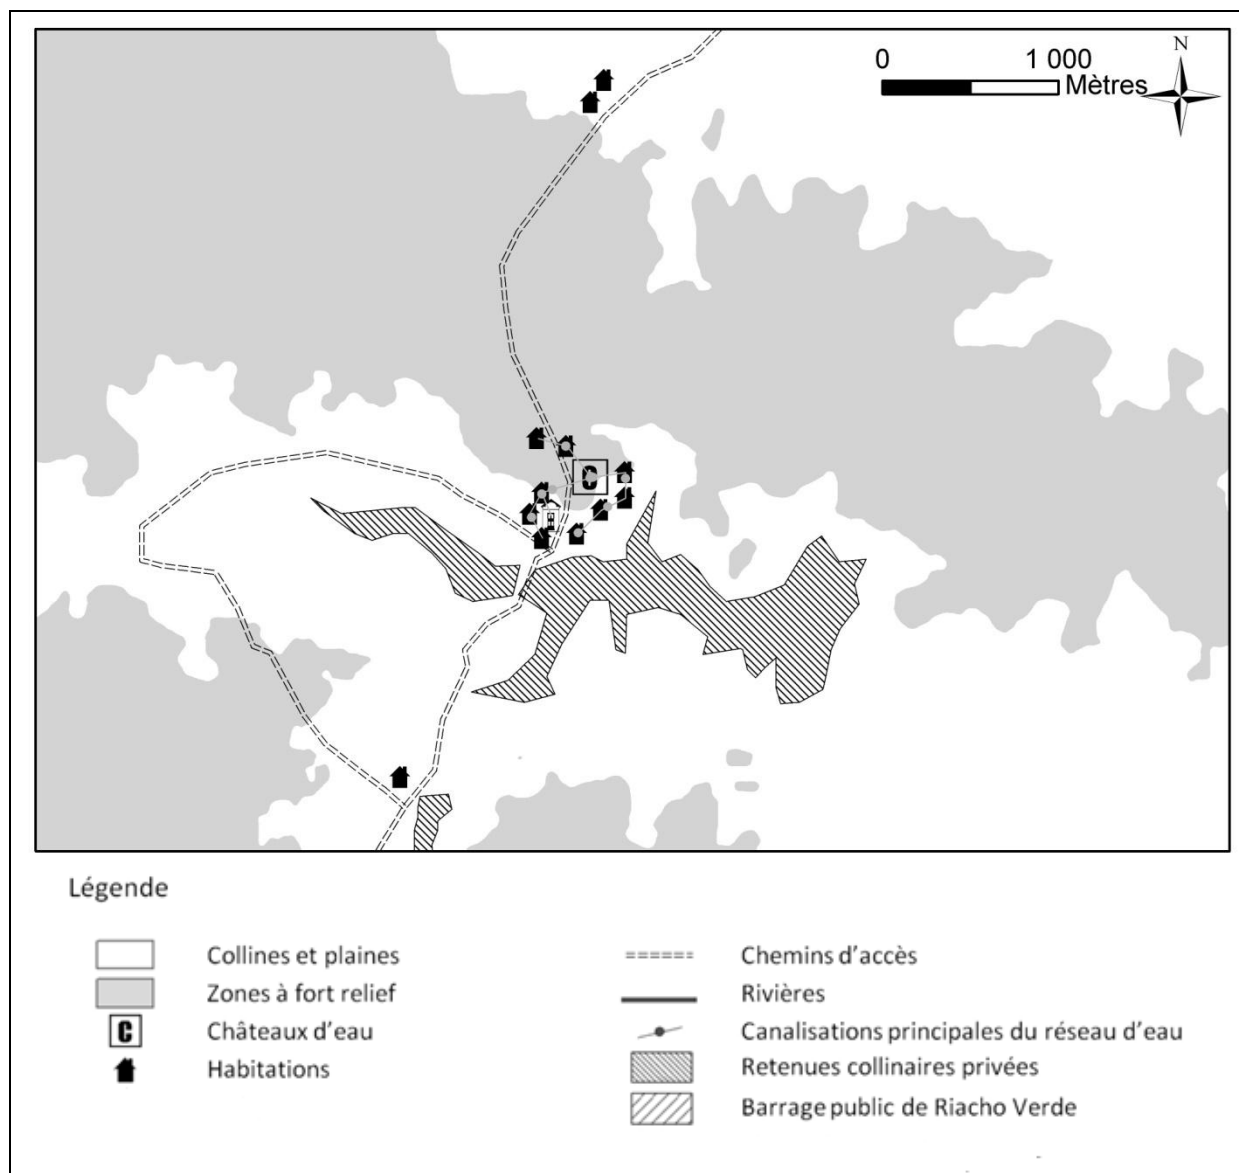 N
0 1 000
Mètres
C
Légende
Collines et plaines
Zones à fort relief
C Châteaux d'eau
Habitations
Chemins d'accès
Rivières
Canalisations principales du réseau d'eau
Retenues collinaires privées
Barrage public de Riacho Verde